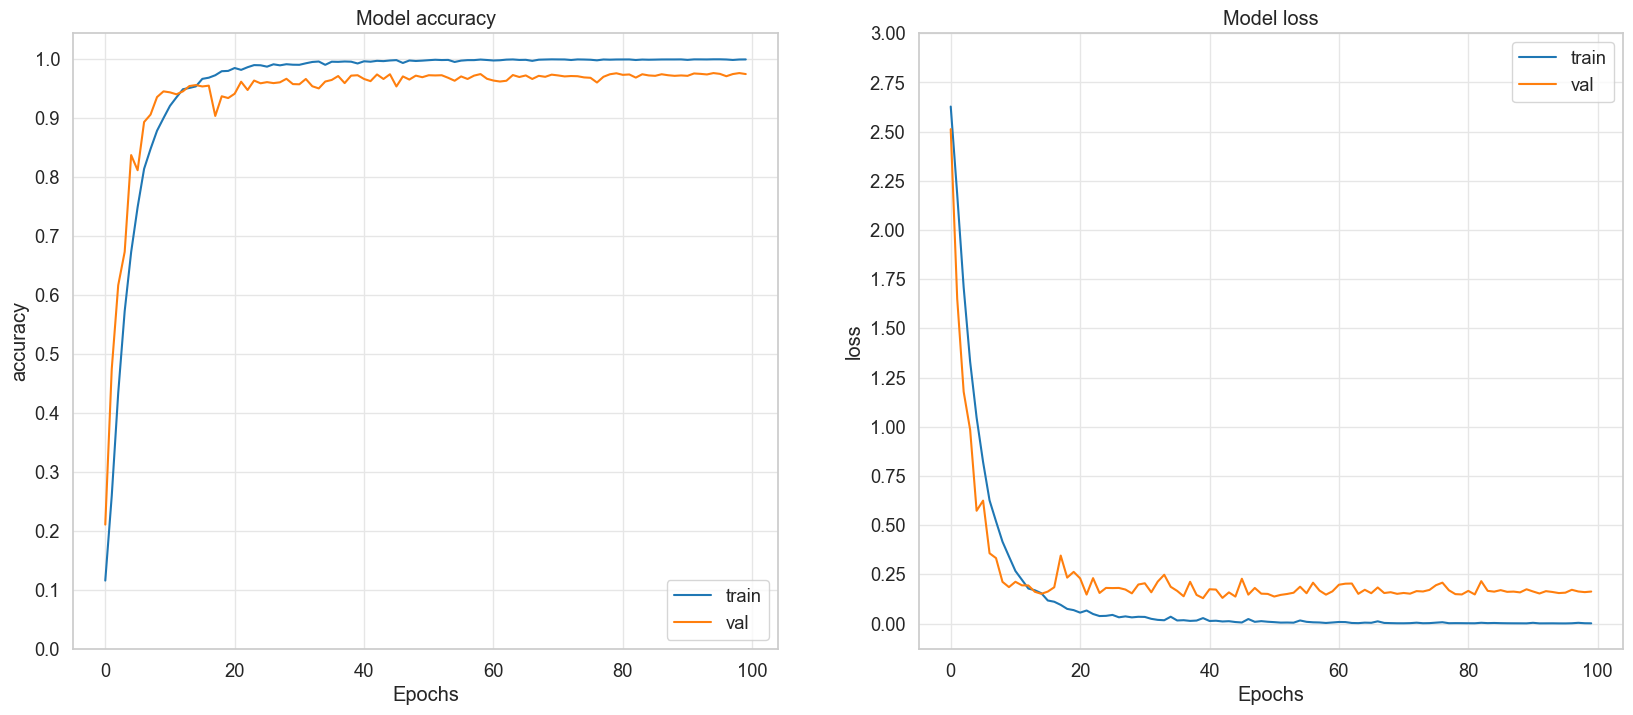 Model accuracy
1.0
0.9
0.8
0.7
0.6
0.5
0.4
0.3
0.2
0.1
0.0
accuracy
0 20 40 60 80 100
Epochs
train
val
Model loss
3.00
2.75
2.50
2.25
2.00
1.75
1.50
1.25
1.00
0.75
0.50
0.25
0.00
loss
0 20 40 60 80 100
Epochs
train
val